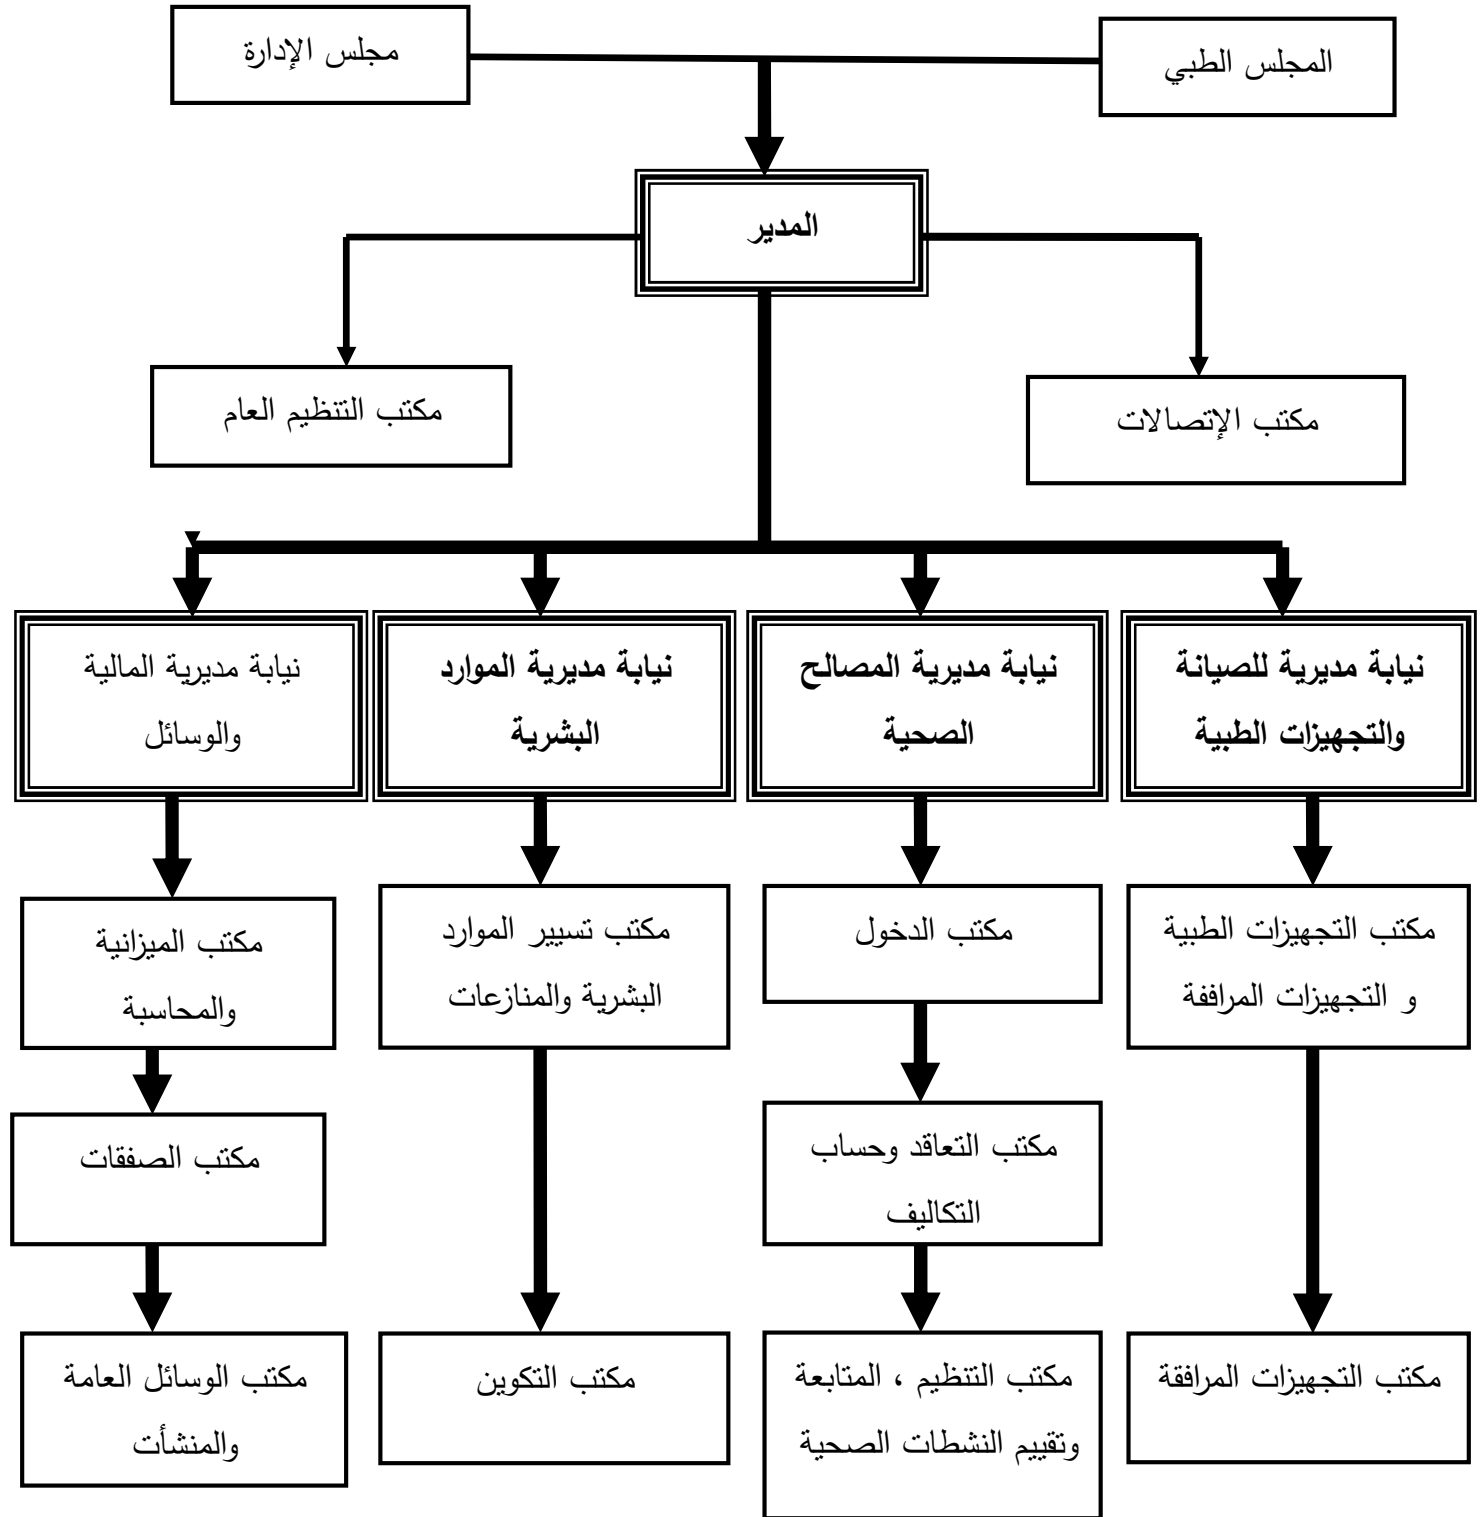 المجلس الطبي
مجلس الإدارة
المدير
مكتب الإتصالات
مكتب التنظيم العام
نيابة مديرية للصيانة
والتجهيزات الطبية
نيابة مديرية المصالح
الصحية
نيابة مديرية الموارد
البشرية
نيابة مديرية المالية
والوسائل
مكتب التجهيزات الطبية
و التجهيزات المرافقة
مكتب الدخول
مكتب تسيير الموارد
البشرية والمنازعات
مكتب الميزانية
والمحاسبة
مكتب التعاقد وحساب
التكاليف
مكتب الصفقات
مكتب التجهيزات المرافقة
مكتب التنظيم ، المتابعة
وتقييم النشطات الصحية
مكتب التكوين
مكتب الوسائل العامة
والمنشأت